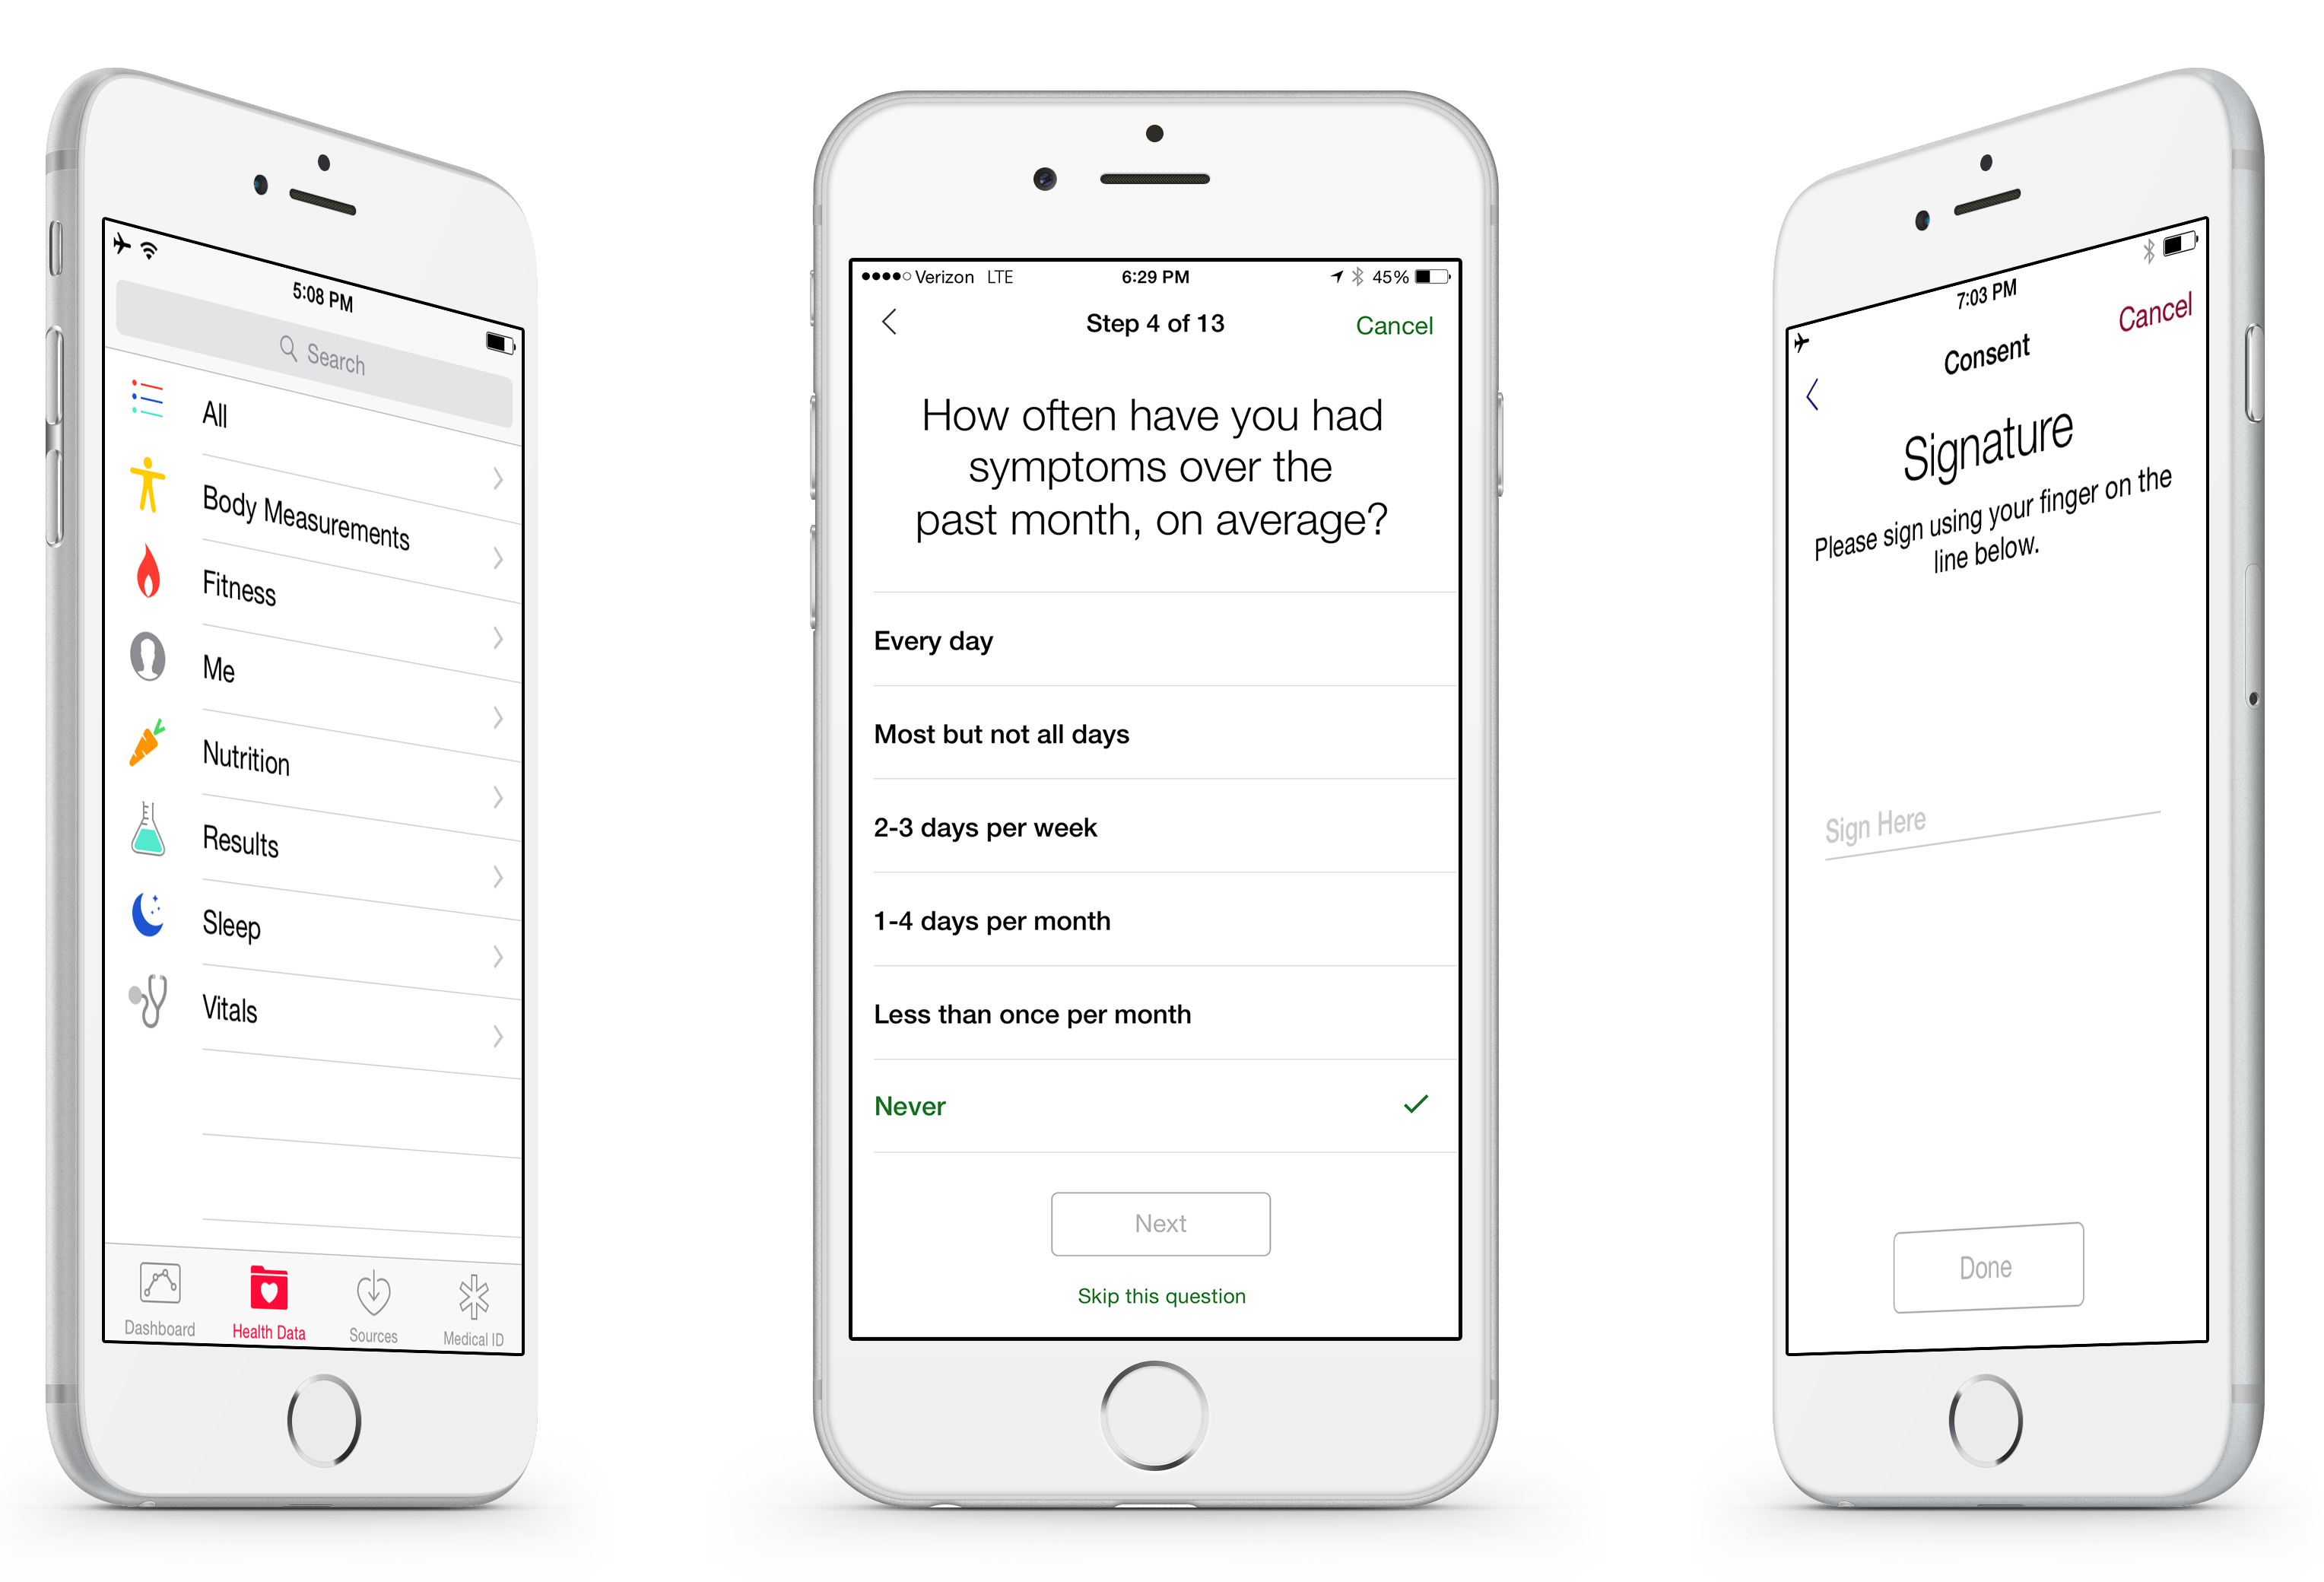 5:08 PM
Search
All
Body Measurements
Fitness
Me
Nutrition
Results
Sleep
Vitals
Dashboard
Health Data
Sources
Medical ID
Verizon LTE
6:29 PM
45%
Step 4 of 13
Cancel
How often have you had
symptoms over the
past month, on average?
Every day
Most but not all days
2-3 days per week
1-4 days per month
Less than once per month
Never
Next
Skip this question
7:03 PM
Cancel
Consent
Signature
Please sign using your finger on the
line below.
Sign Here
Done